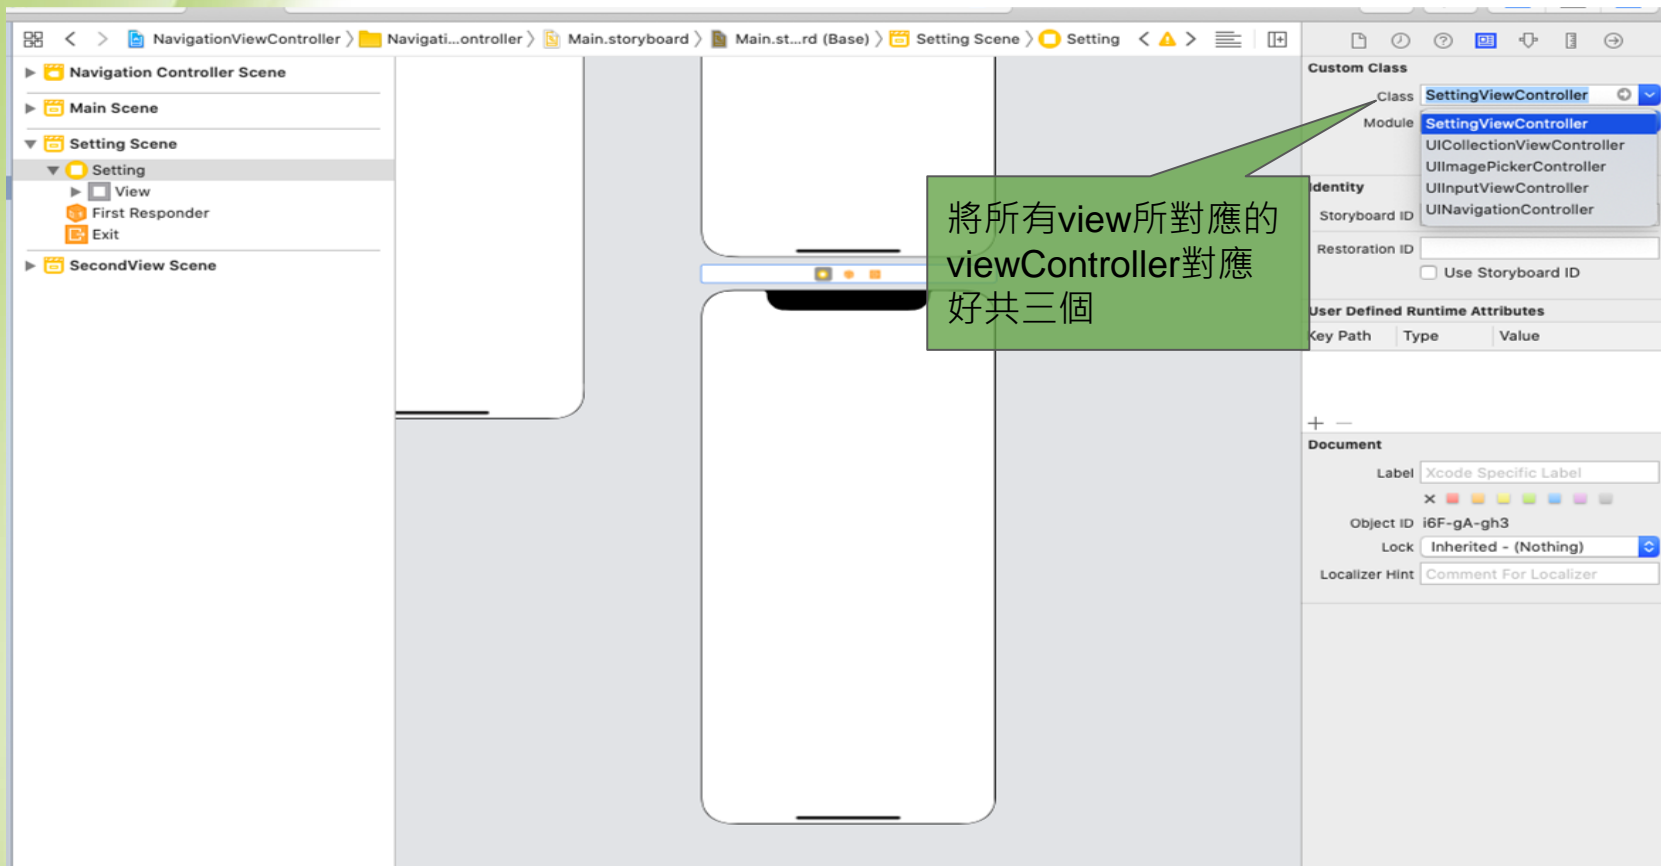 NavigationViewController 〉 Navigati...ontroller 〉 Main.storyboard 〉 Main.st...rd (Base) 〉 Setting Scene 〉 Setting
Navigation Controller Scene
Main Scene
Setting Scene
Setting
View
First Responder
Exit
SecondView Scene
將所有view所對應的
viewController對應
好共三個
Custom Class
Class SettingViewController
Module
SettingViewController
UICollectionViewController
UIImagePickerController
UIInputViewController
UINavigationController
Identity
Storyboard ID
Restoration ID
Use Storyboard ID
User Defined Runtime Attributes
Key Path Type Value
Document
Label Xcode Specific Label
Object ID i6F-gA-gh3
Lock Inherited - (Nothing)
Localizer Hint Comment For Localizer